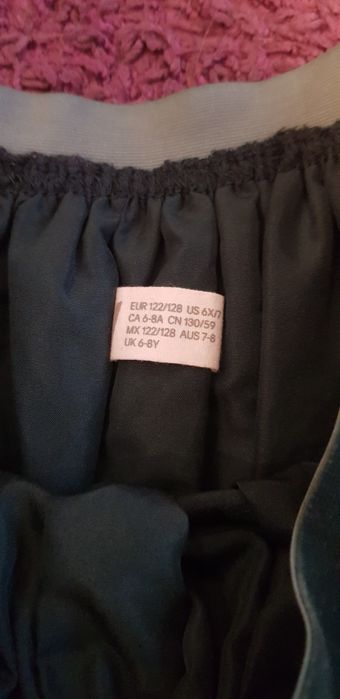 EUR 122/128 US 6X/7
CA 6-8A CN 130/59
MX 122/128 AUS 7-8
UK 6-8Y